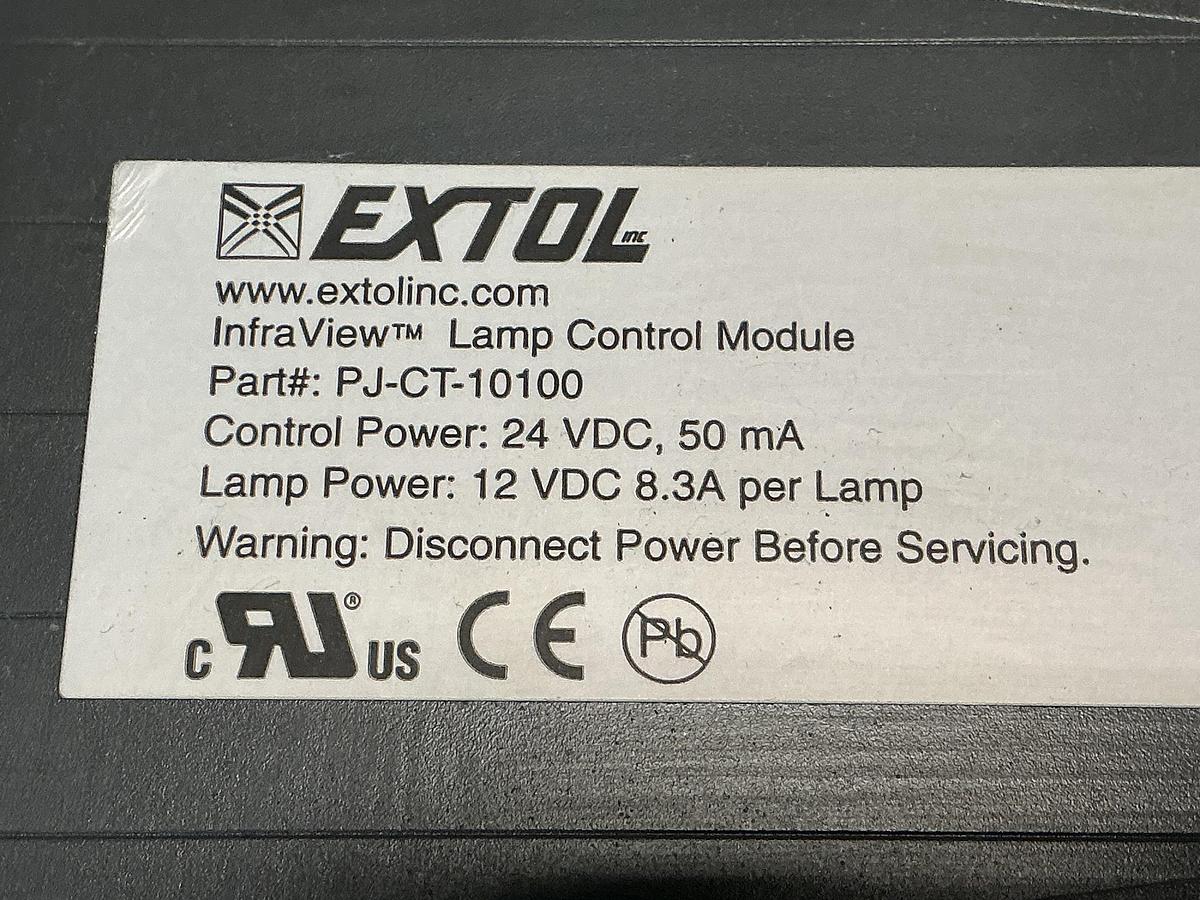 EXTOL INC
www.extolinc.com
InfraView™ Lamp Control Module
Part#: PJ-CT-10100
Control Power: 24 VDC, 50 mA
Lamp Power: 12 VDC 8.3A per Lamp
Warning: Disconnect Power Before Servicing.
C RU® US CE Pb